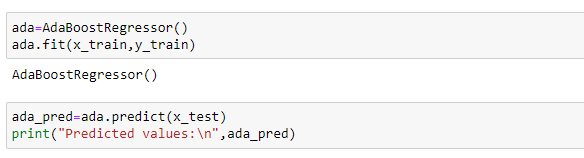 ada=AdaBoostRegressor()
ada.fit(x_train,y_train)
AdaBoostRegressor()
ada_pred=ada.predict(x_test)
print("Predicted values:\n",ada_pred)